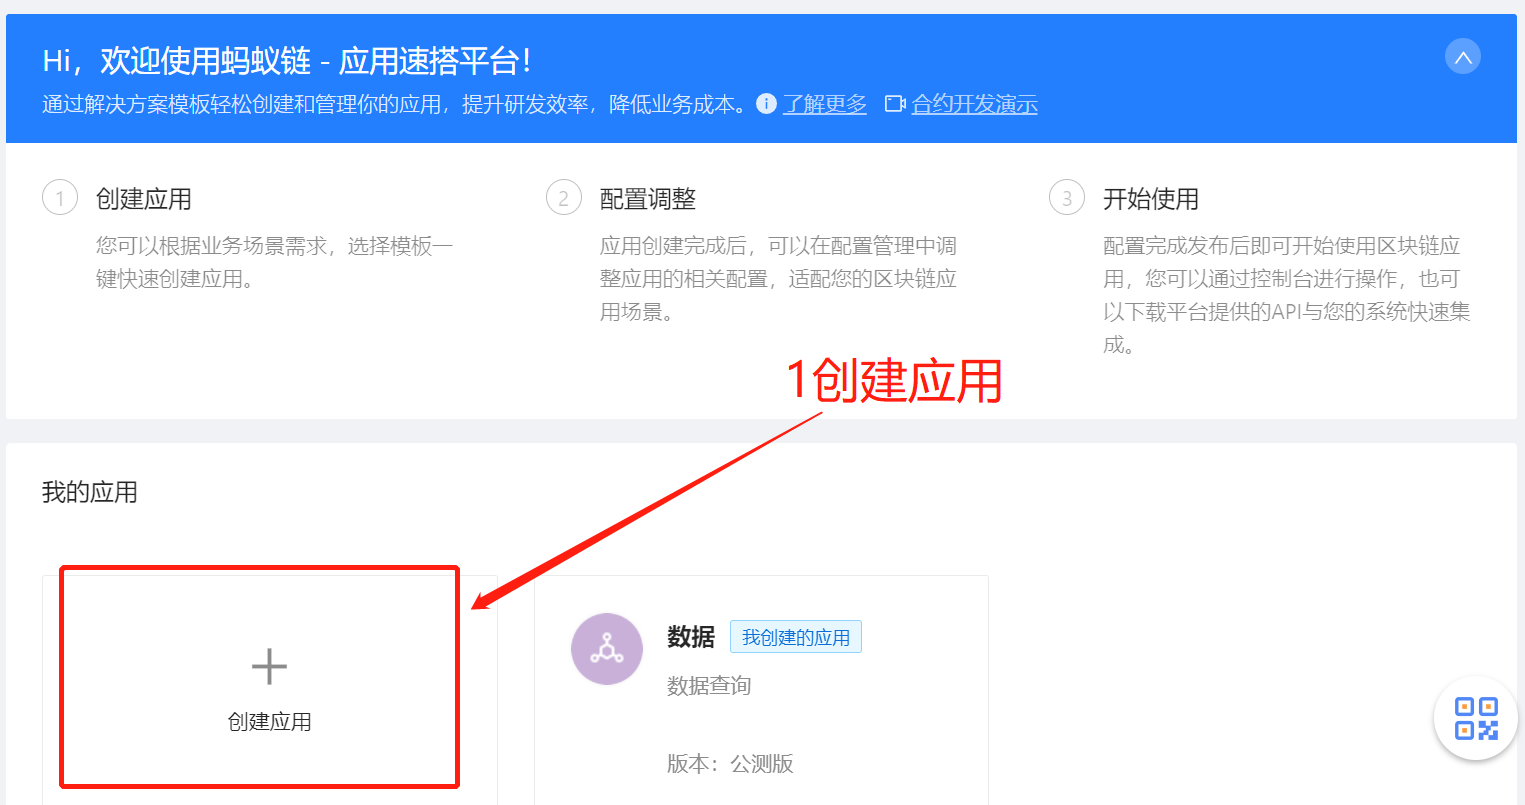 Hi，欢迎使用蚂蚁链 - 应用速搭平台！
通过解决方案模板轻松创建和管理你的应用，提升研发效率，降低业务成本。 了解更多 合约开发演示
1 创建应用
您可以根据业务场景需求，选择模板一
键快速创建应用。
2 配置调整
应用创建完成后，可以在配置管理中调
整应用的相关配置，适配您的区块链应
用场景。
3 开始使用
配置完成发布后即可开始使用区块链应
用，您可以通过控制台进行操作，也可
以下载平台提供的API与您的系统快速集
成。
1创建应用
我的应用
创建应用
数据 我创建的应用
数据查询
版本：公测版